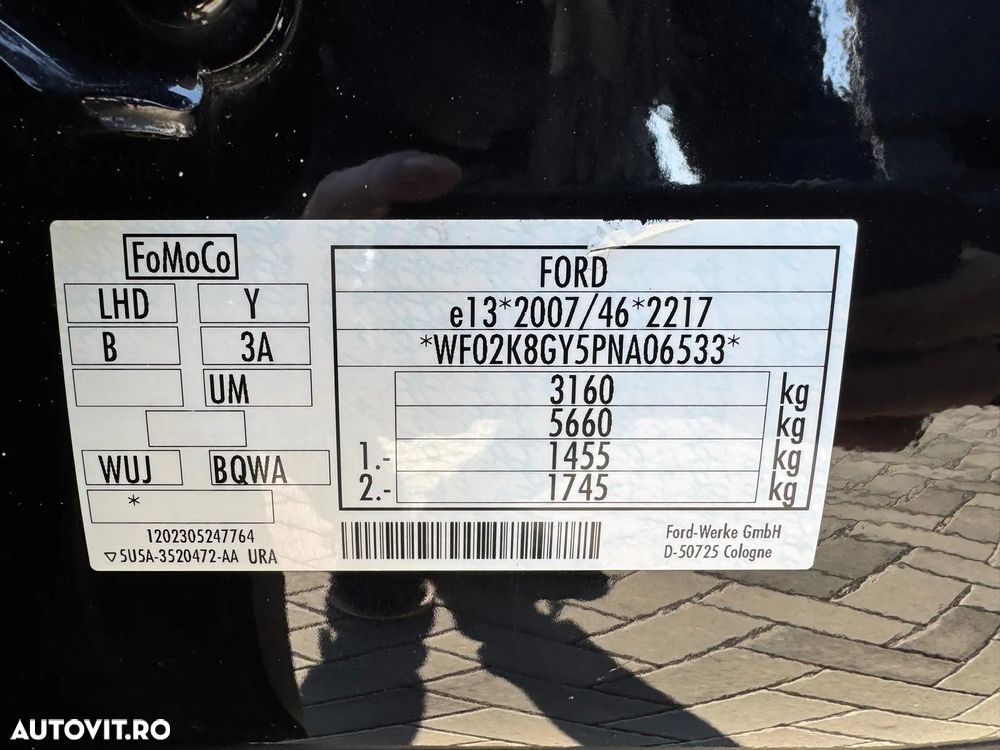 FoMoCo
LHD Y
B 3A
UM
WUJ BQWA
*
1202305247764
5U5A-3520472-AA URA
FORD
e13*2007/46*2217
*WF02K8GY5PNA06533*
3160 kg
5660 kg
1.- 1455 kg
2.- 1745 kg
Ford-Werke GmbH
D-50725 Cologne
AUTOVIT.RO